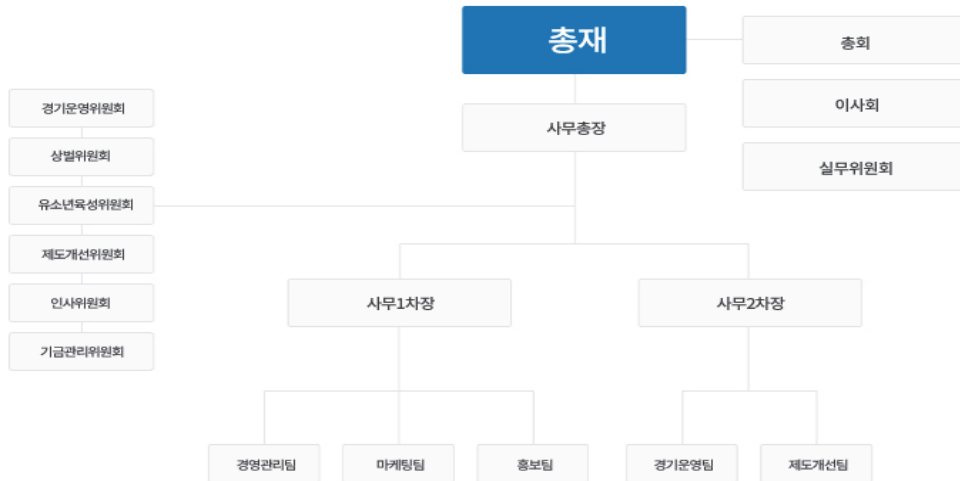 총재
총회
이사회
실무위원회
사무총장
경기운영위원회
상벌위원회
유소년육성위원회
제도개선위원회
인사위원회
기금관리위원회
사무1차장
사무2차장
경영관리팀
마케팅팀
홍보팀
경기운영팀
제도개선팀